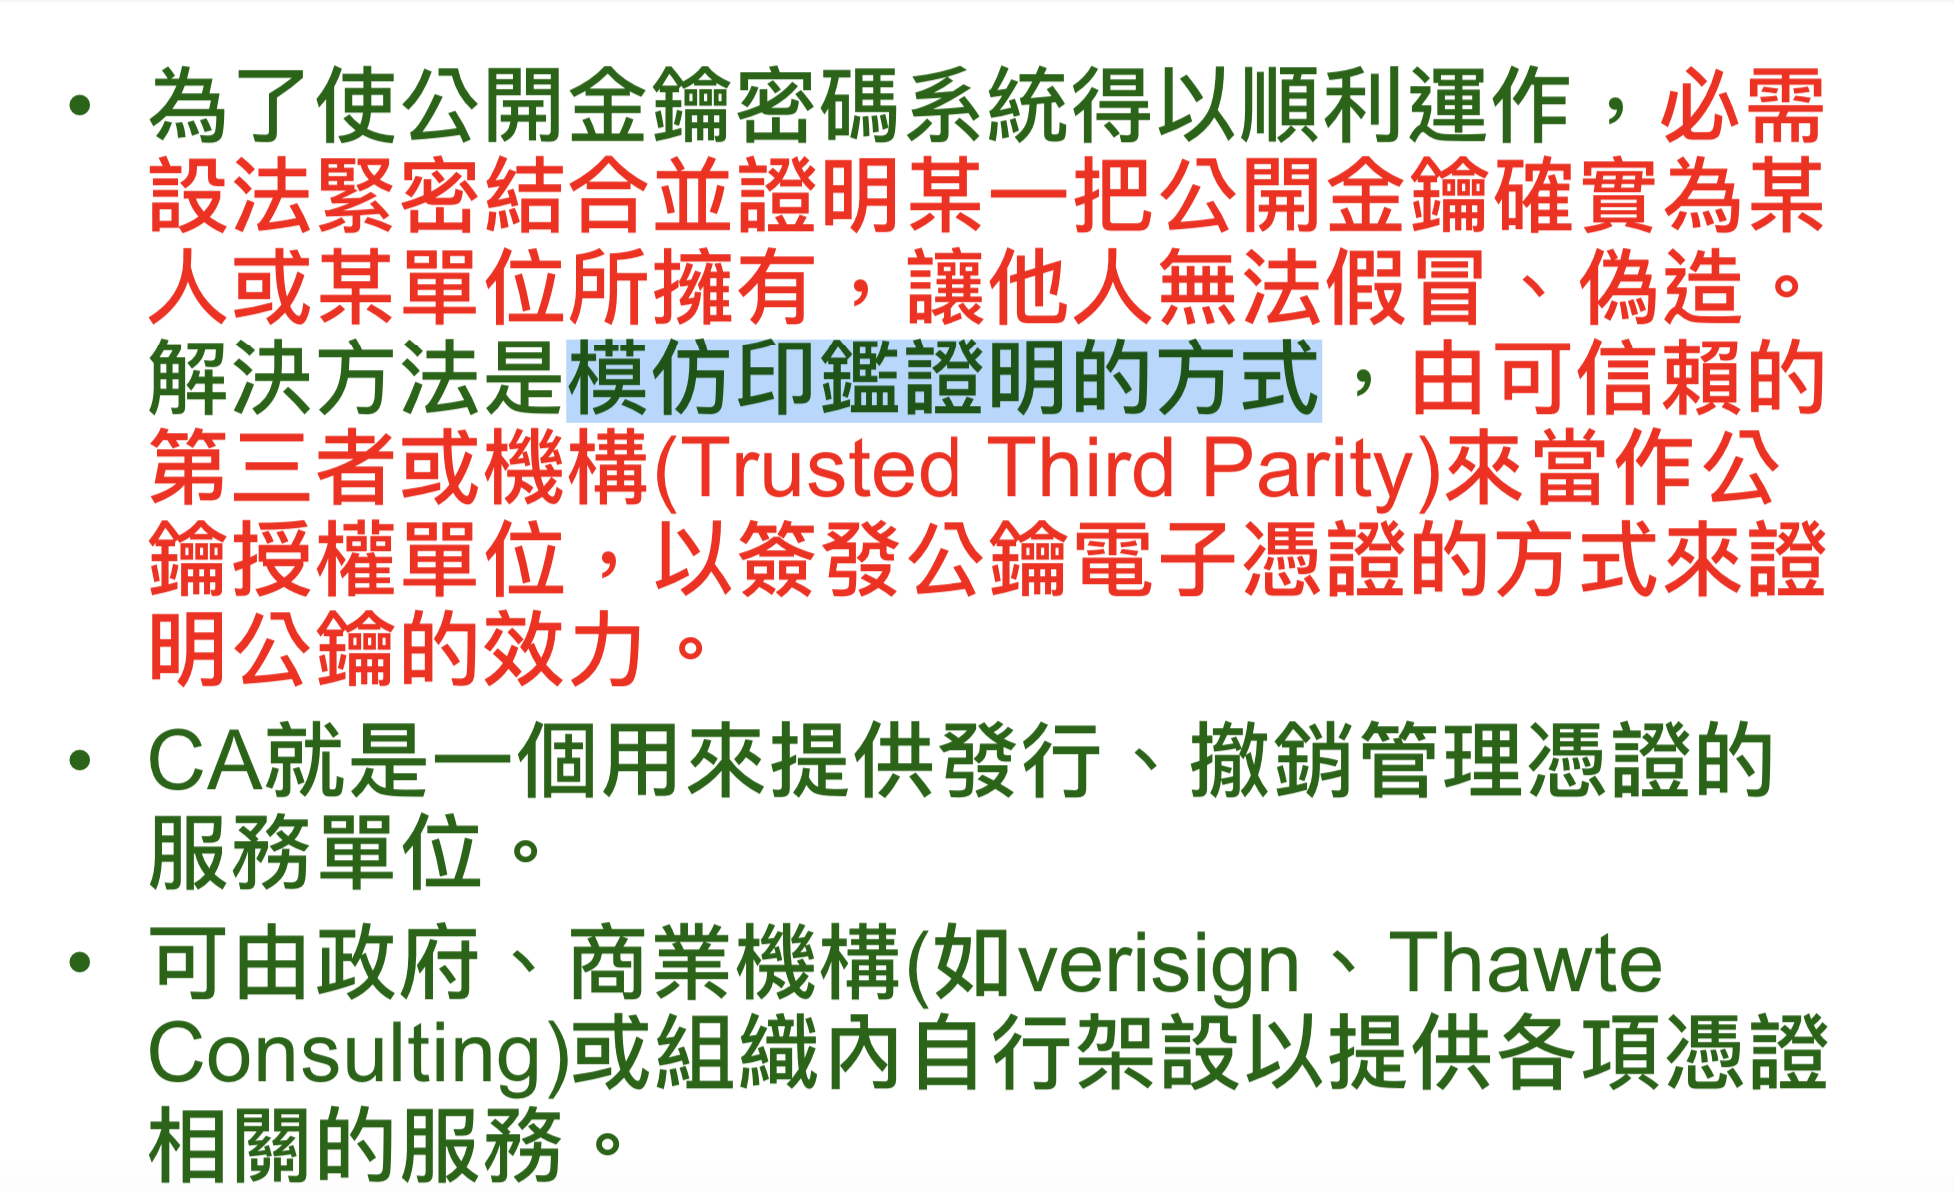 • 為了使公開金鑰密碼系統得以順利運作，必需
設法緊密結合並證明某一把公開金鑰確實為某
人或某單位所擁有，讓他人無法假冒、偽造。
解決方法是模仿印鑑證明的方式，由可信賴的
第三者或機構(Trusted Third Parity)來當作公
鑰授權單位，以簽發公鑰電子憑證的方式來證
明公鑰的效力。
• CA就是一個用來提供發行、撤銷管理憑證的
服務單位。
• 可由政府、商業機構(如verisign、Thawte
Consulting)或組織內自行架設以提供各項憑證
相關的服務。